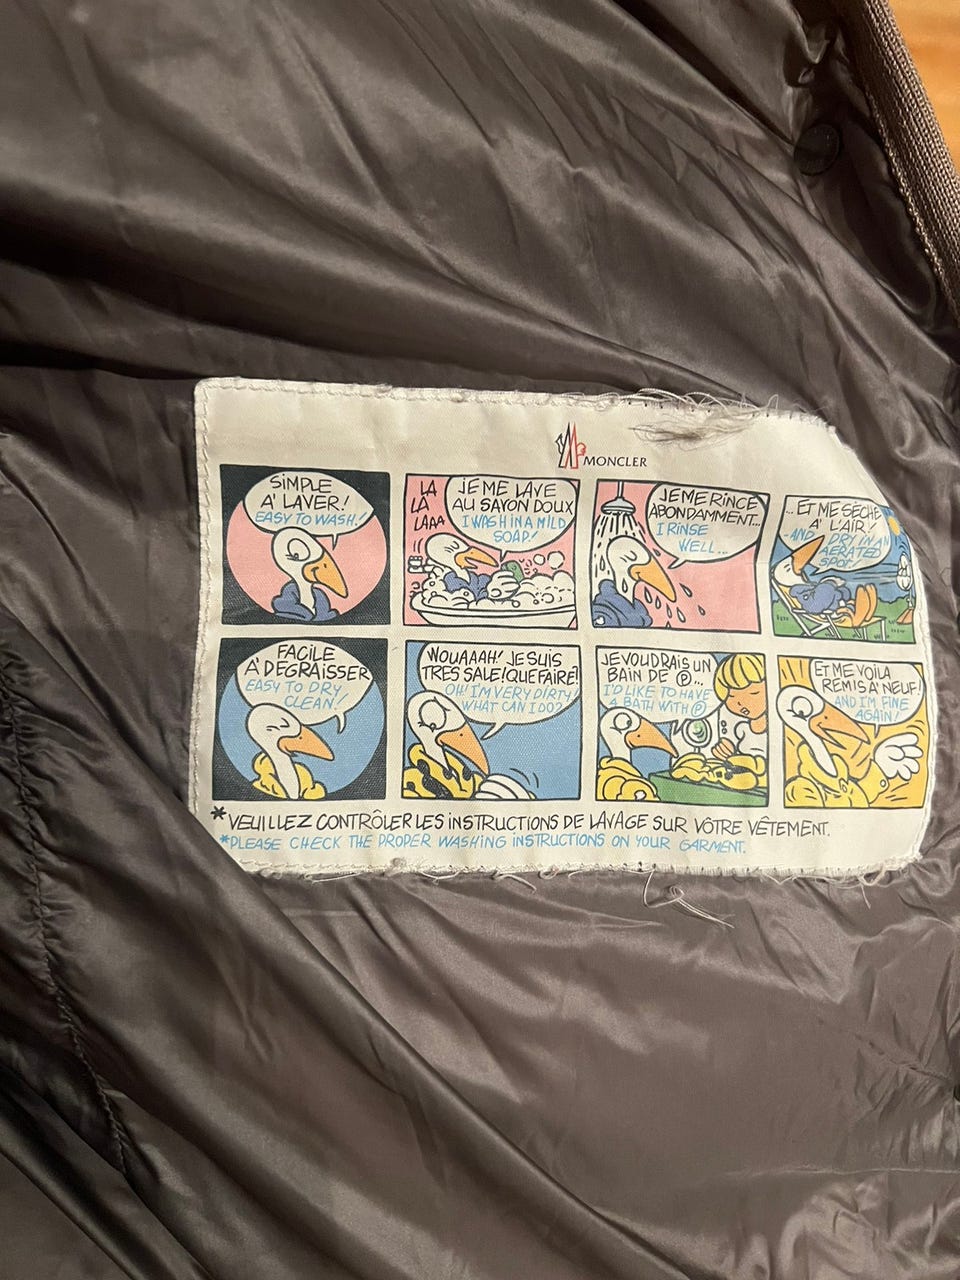 MONCLER
SIMPLE
A' LAVER!
EASY TO WASH!
LA
LA
LAAA
JE ME LAVE
AU SAVON DOUX
I WASH IN A MILD
SOAP!
JE ME RINCE
ABONDAMMENT...
I RINSE
WELL...
...ET ME SÈCHE
A' L'AIR!
-AND I DRY IN AN
AERATED
SPOT
FACILE
A' DEGRAISSER
EASY TO DRY
CLEAN!
WOUAAAH! JE SUIS
TRES SALE! QUE FAIRE!
OH! I'M VERY DIRTY!
WHAT CAN I DO?
JE VOUDRAIS UN
BAIN DE Ⓟ...
I'D LIKE TO HAVE
A BATH WITH Ⓟ
ET ME VOILA
REMIS A' NEUF!
AND I'M FINE
AGAIN!
*VEUILLEZ CONTRÔLER LES INSTRUCTIONS DE LAVAGE SUR VÔTRE VÊTEMENT.
*PLEASE CHECK THE PROPER WASHING INSTRUCTIONS ON YOUR GARMENT.